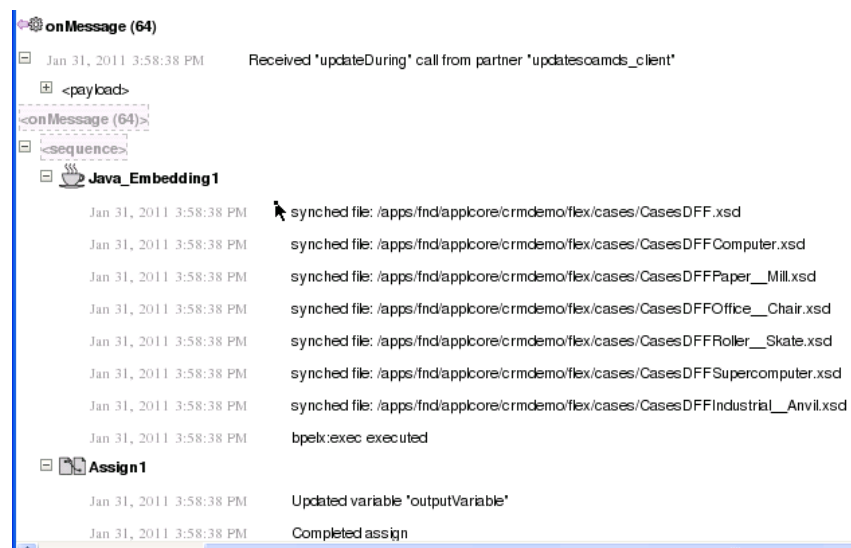 onMessage (64)
Jan 31, 2011 3:58:38 PM Received "updateDuring" call from partner "updatesoamds_client"
<payload>
<onMessage (64)>
<sequence>
Java_Embedding1
Jan 31, 2011 3:58:38 PM synched file: /apps/fnd/applcore/crmdemo/flex/cases/CasesDFF.xsd
Jan 31, 2011 3:58:38 PM synched file: /apps/fnd/applcore/crmdemo/flex/cases/CasesDFFComputer.xsd
Jan 31, 2011 3:58:38 PM synched file: /apps/fnd/applcore/crmdemo/flex/cases/CasesDFFPaper__Mill.xsd
Jan 31, 2011 3:58:38 PM synched file: /apps/fnd/applcore/crmdemo/flex/cases/CasesDFFOffice__Chair.xsd
Jan 31, 2011 3:58:38 PM synched file: /apps/fnd/applcore/crmdemo/flex/cases/CasesDFFRoller__Skate.xsd
Jan 31, 2011 3:58:38 PM synched file: /apps/fnd/applcore/crmdemo/flex/cases/CasesDFFSupercomputer.xsd
Jan 31, 2011 3:58:38 PM synched file: /apps/fnd/applcore/crmdemo/flex/cases/CasesDFFIndustrial__Anvil.xsd
Jan 31, 2011 3:58:38 PM bpelx:exec executed
Assign1
Jan 31, 2011 3:58:38 PM Updated variable "outputVariable"
Jan 31, 2011 3:58:38 PM Completed assign